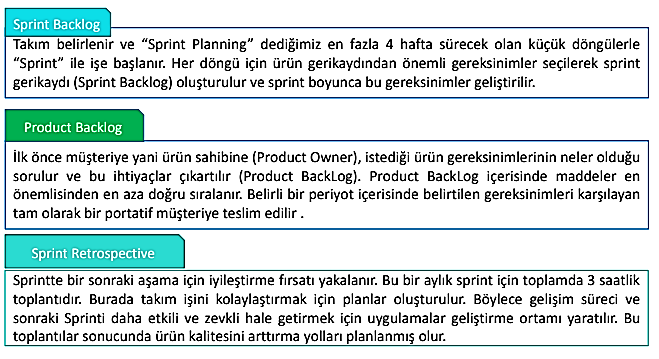 Sprint Backlog
Takım belirlenir ve “Sprint Planning” dediğimiz en fazla 4 hafta sürecek olan küçük döngülerle
“Sprint” ile işe başlanır. Her döngü için ürün gerikaydından önemli gereksinimler seçilerek sprint
gerikaydı (Sprint Backlog) oluşturulur ve sprint boyunca bu gereksinimler geliştirilir.
Product Backlog
İlk önce müşteriye yani ürün sahibine (Product Owner), istediği ürün gereksinimlerinin neler olduğu
sorulur ve bu ihtiyaçlar çıkartılır (Product BackLog). Product BackLog içerisinde maddeler en
önemlisinden en aza doğru sıralanır. Belirli bir periyot içerisinde belirtilen gereksinimleri karşılayan
tam olarak bir portatif müşteriye teslim edilir .
Sprint Retrospective
Sprintte bir sonraki aşama için iyileştirme fırsatı yakalanır. Bu bir aylık sprint için toplamda 3 saatlik
toplantıdır. Burada takım işini kolaylaştırmak için planlar oluşturulur. Böylece gelişim süreci ve
sonraki Sprinti daha etkili ve zevkli hale getirmek için uygulamalar geliştirme ortamı yaratılır. Bu
toplantılar sonucunda ürün kalitesini arttırma yolları planlanmış olur.